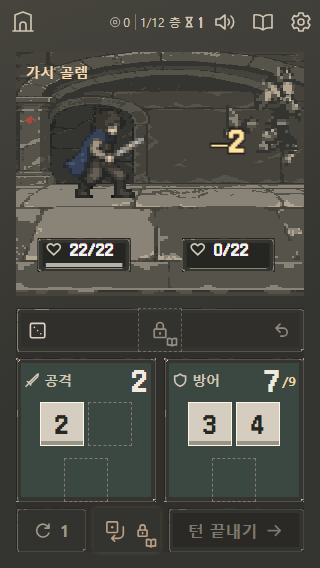 0 1/12 층 1
가시 골렘
–2
22/22 0/22
공격 2 방어 7/9
2 3 4
1 턴 끝내기 →